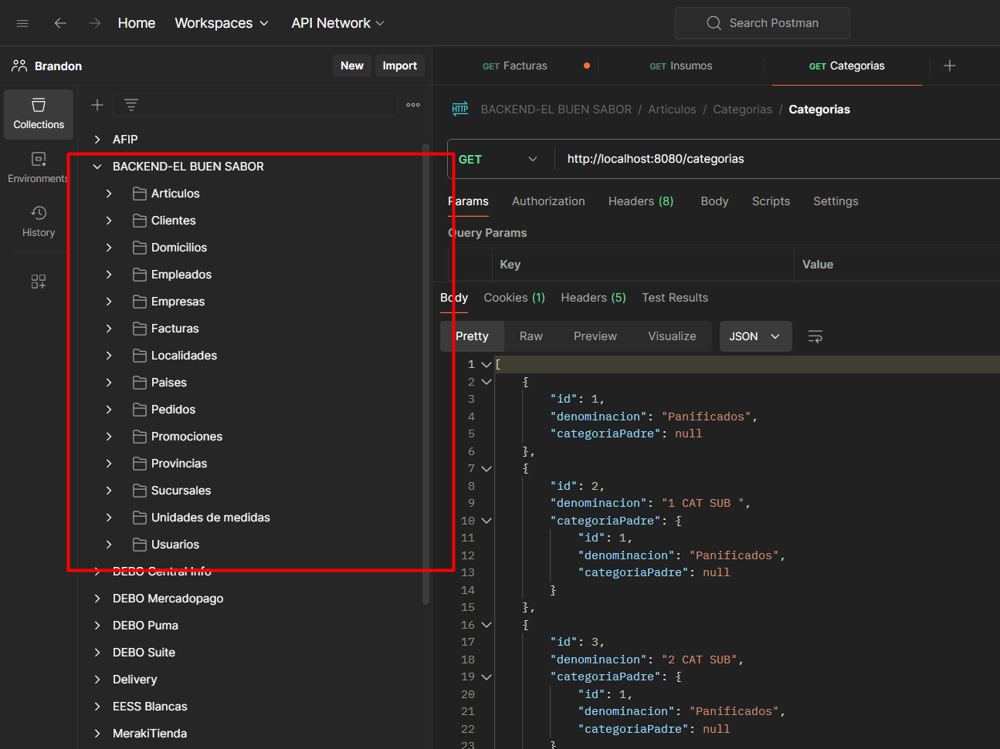 Home Workspaces API Network Search Postman
Brandon New Import
GET Facturas GET Insumos GET Categorias
Collections
Environments
History
AFIP
BACKEND-EL BUEN SABOR
Articulos
Clientes
Domicilios
Empleados
Empresas
Facturas
Localidades
Paises
Pedidos
Promociones
Provincias
Sucursales
Unidades de medidas
Usuarios
DEBO Central Info
DEBO Mercadopago
DEBO Puma
DEBO Suite
Delivery
EESS Blancas
MerakiTienda
HTTP BACKEND-EL BUEN SABOR / Articulos / Categorias / Categorias
GET http://localhost:8080/categorias
Params Authorization Headers (8) Body Scripts Settings
Query Params
Key Value
Body Cookies (1) Headers (5) Test Results
Pretty Raw Preview Visualize JSON
1 [
2 {
3 "id": 1,
4 "denominacion": "Panificados",
5 "categoriaPadre": null
6 },
7 {
8 "id": 2,
9 "denominacion": "1 CAT SUB ",
10 "categoriaPadre": {
11 "id": 1,
12 "denominacion": "Panificados",
13 "categoriaPadre": null
14 }
15 },
16 {
17 "id": 3,
18 "denominacion": "2 CAT SUB",
19 "categoriaPadre": {
20 "id": 1,
21 "denominacion": "Panificados",
22 "categoriaPadre": null
23 }